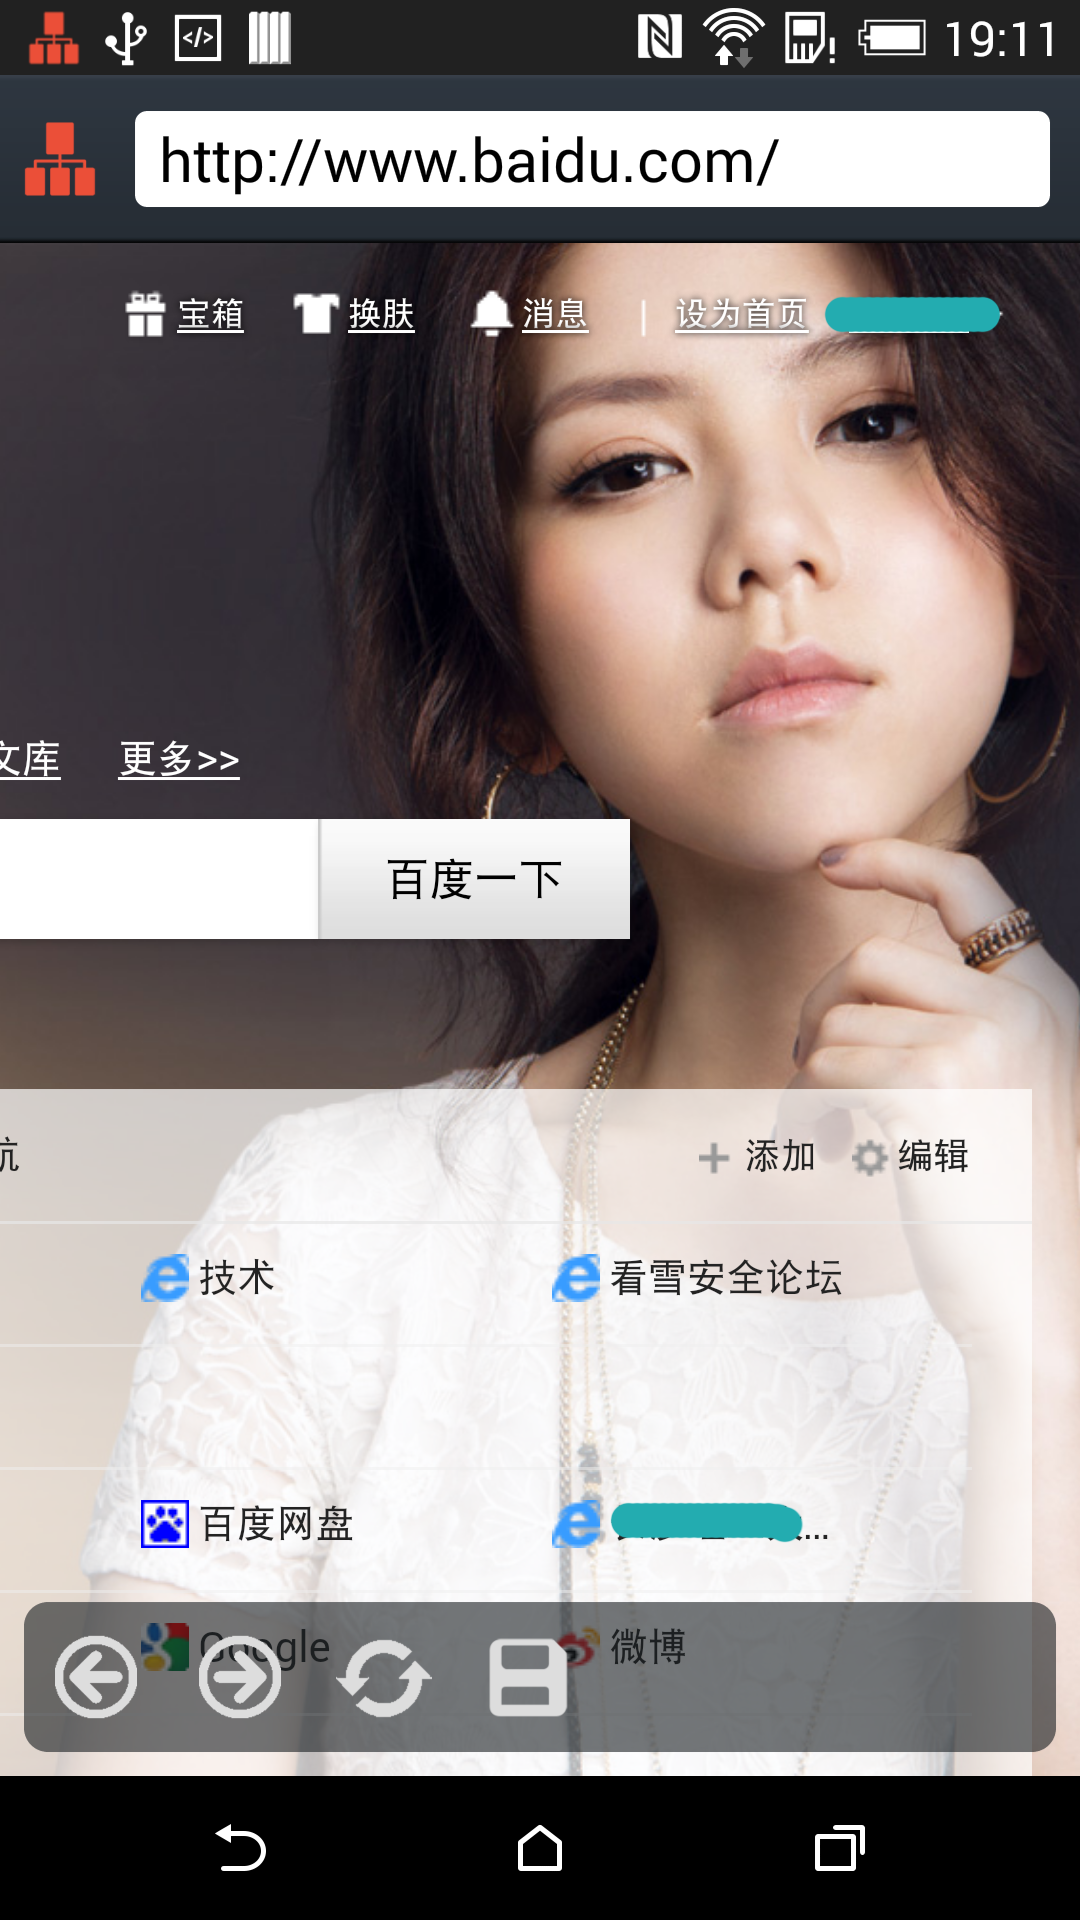 19:11
http://www.baidu.com/
宝箱 换肤 消息 | 设为首页
文库 更多>>
百度一下
航 添加 编辑
技术 看雪安全论坛
百度网盘 ...
Google 微博